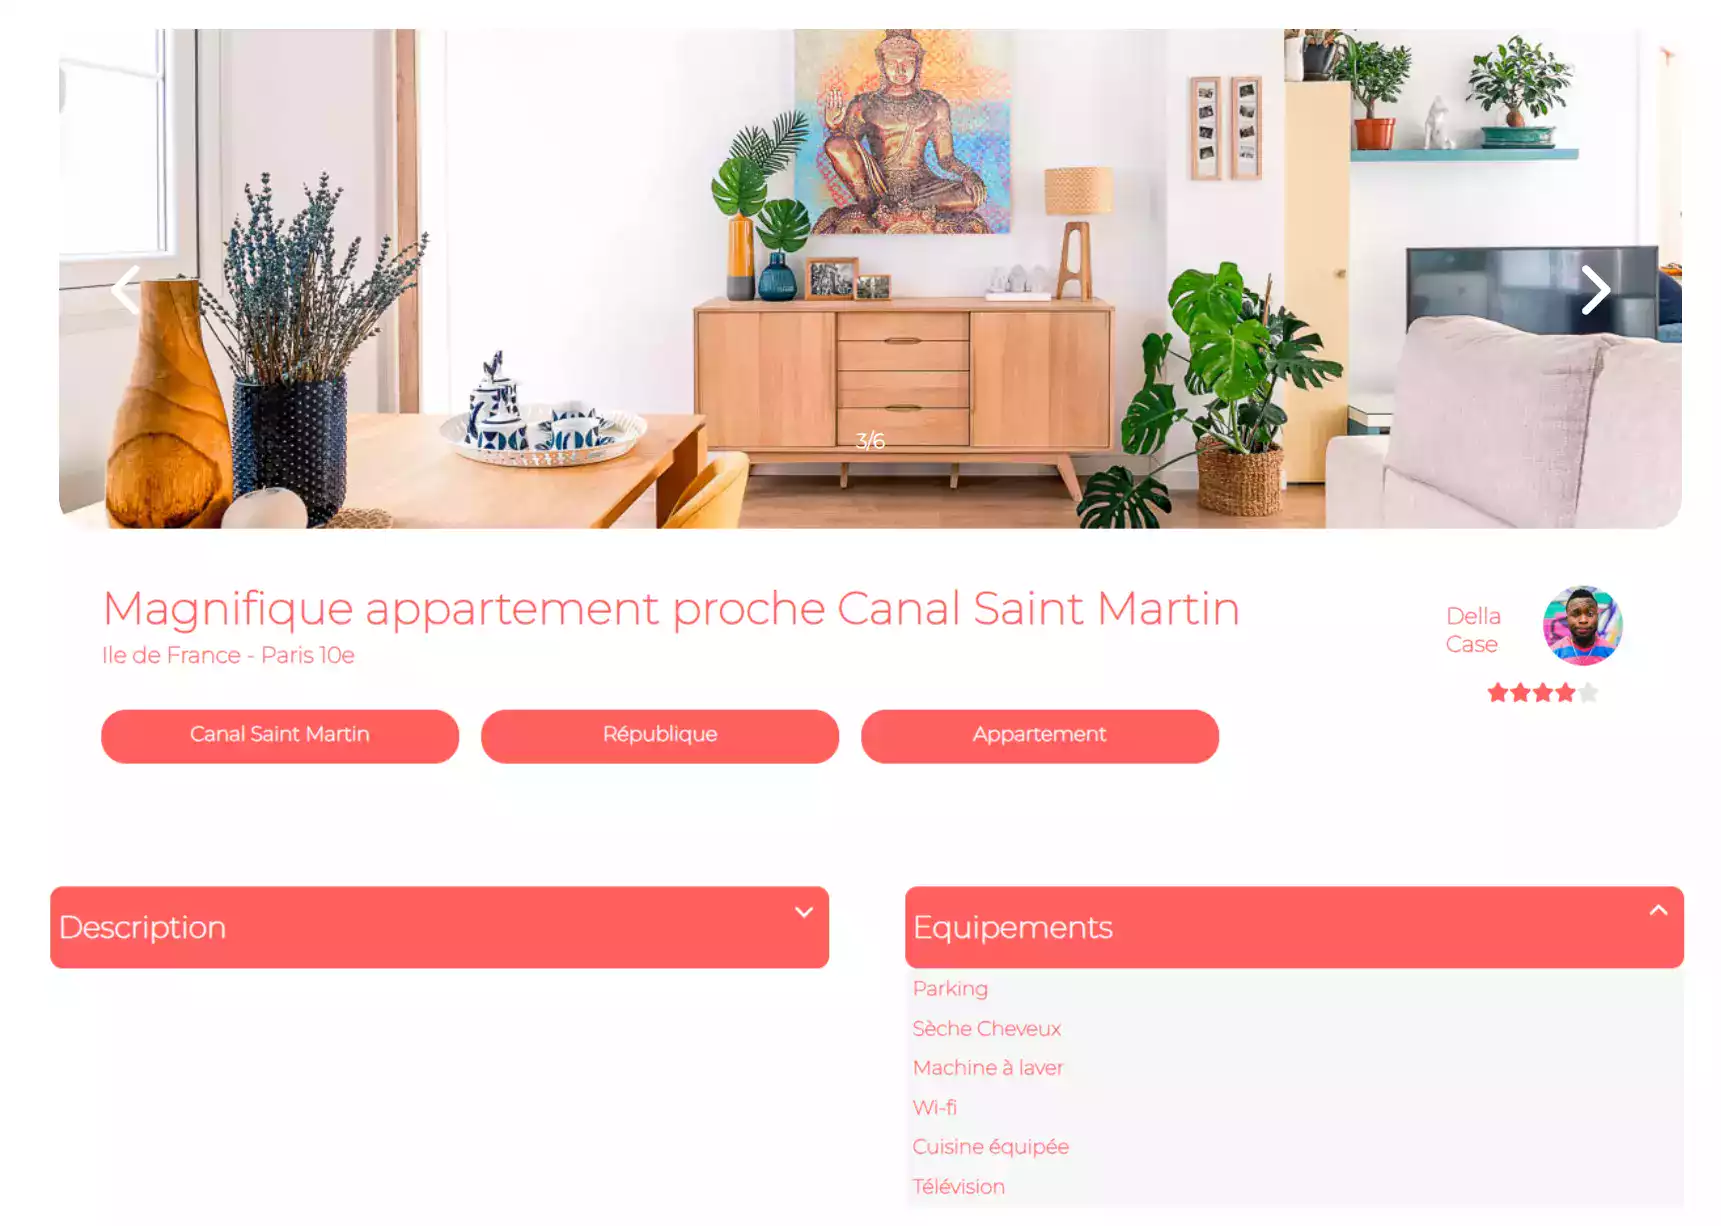 3/6
Magnifique appartement proche Canal Saint Martin
Ile de France - Paris 10e
Della
Case
Canal Saint Martin
République
Appartement
Description
Equipements
Parking
Sèche Cheveux
Machine à laver
Wi-fi
Cuisine équipée
Télévision